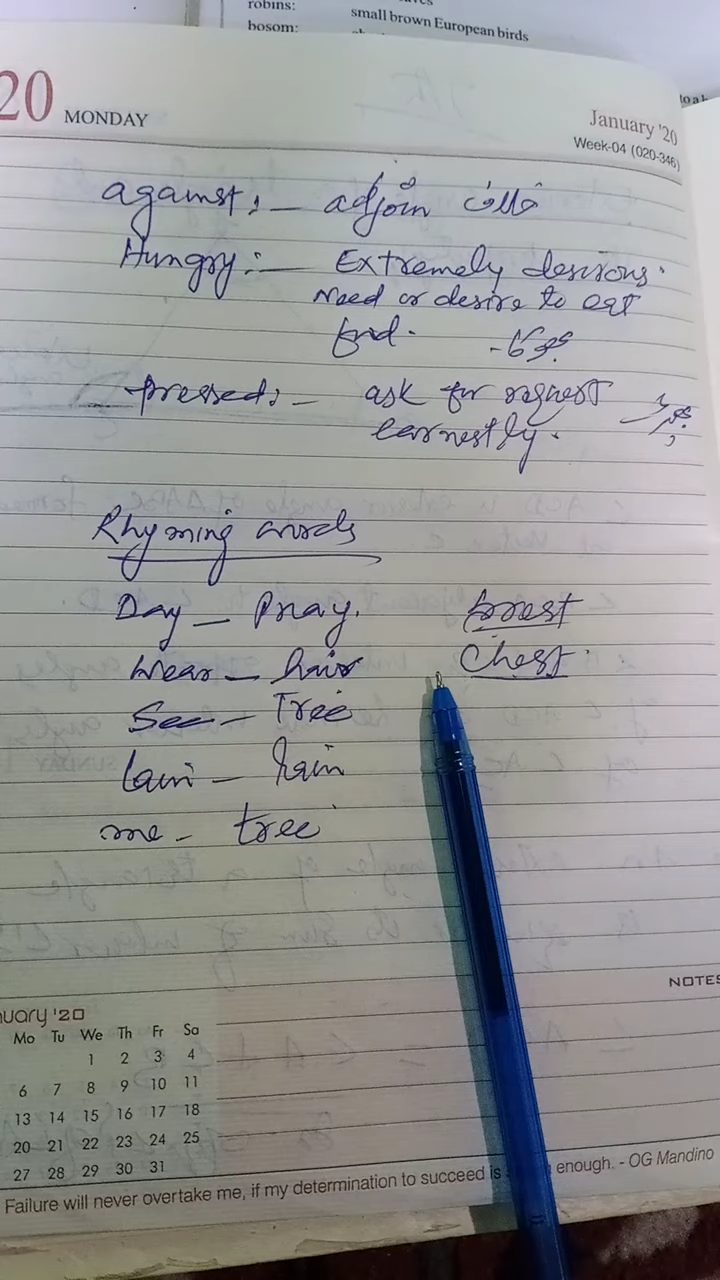 robins: small brown European birds
bosom:
20 MONDAY
January '20
Week-04 (020-346)
against:- adjoin
Hungry:- Extremely desirous.
Need or desire to eat
food.
pressed:- ask for request
earnestly.
Rhyming words
Day - Pray. brest
Wear - hair Chest.
See - Tree
lain - rain
me - tree
NOTES
nuary '20
Mo Tu We Th Fr Sa
1 2 3 4
6 7 8 9 10 11
13 14 15 16 17 18
20 21 22 23 24 25
27 28 29 30 31
Failure will never overtake me, if my determination to succeed is enough. - OG Mandino